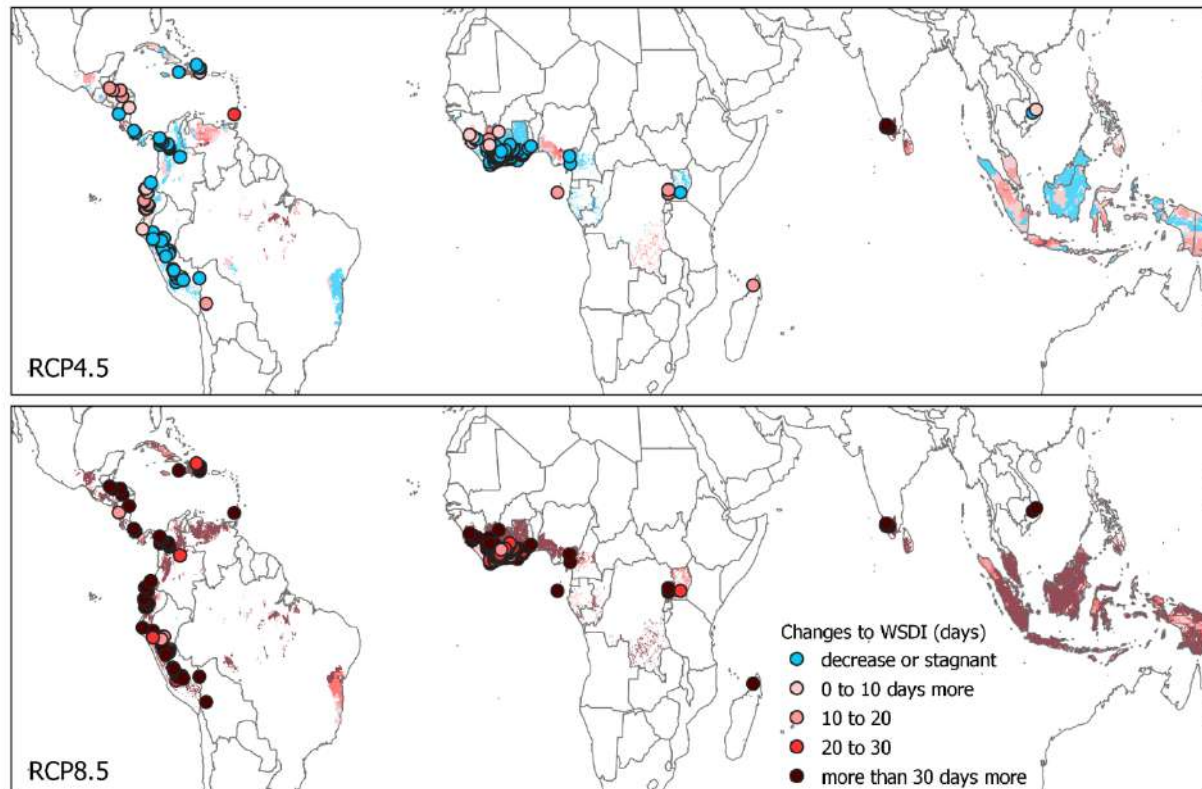 RCP4.5
RCP8.5
Changes to WSDI (days)
decrease or stagnant
0 to 10 days more
10 to 20
20 to 30
more than 30 days more